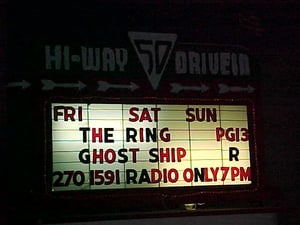 HI-WAY 50 DRIVEIN
FRI SAT SUN
THE RING PG13
GHOST SHIP R
270 1591 RADIO ONLY 7PM